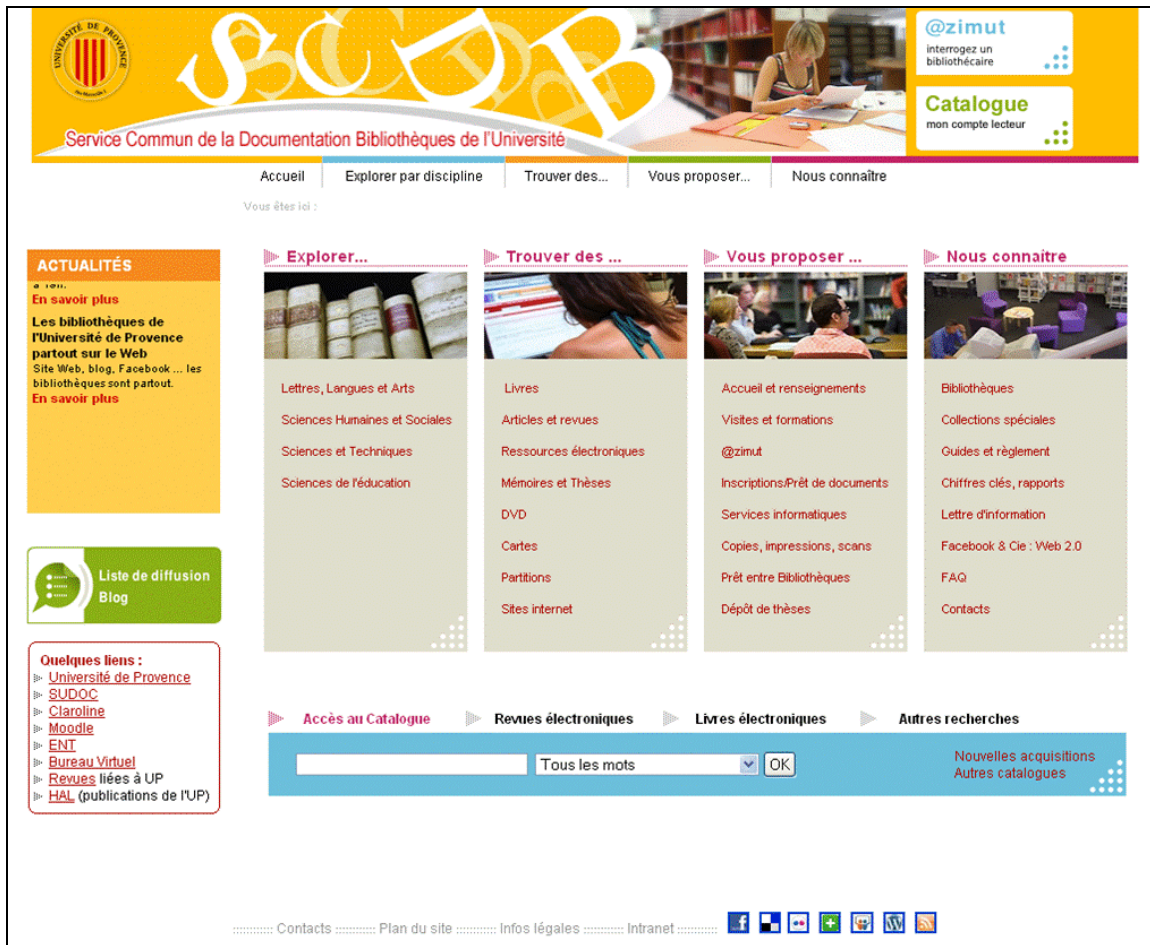 UNIVERSITÉ DE PROVENCE
SCDB
Service Commun de la Documentation Bibliothèques de l'Université
@zimut
interrogez un
bibliothécaire
Catalogue
mon compte lecteur
Accueil
Explorer par discipline
Trouver des...
Vous proposer...
Nous connaître
Vous êtes ici :
ACTUALITÉS
En savoir plus
Les bibliothèques de
l'Université de Provence
partout sur le Web
Site Web, blog, Facebook ... les
bibliothèques sont partout.
En savoir plus
Liste de diffusion
Blog
Quelques liens :
Université de Provence
SUDOC
Claroline
Moodle
ENT
Bureau Virtuel
Revues liées à UP
HAL (publications de l'UP)
Explorer...
Lettres, Langues et Arts
Sciences Humaines et Sociales
Sciences et Techniques
Sciences de l'éducation
Trouver des ...
Livres
Articles et revues
Ressources électroniques
Mémoires et Thèses
DVD
Cartes
Partitions
Sites internet
Vous proposer ...
Accueil et renseignements
Visites et formations
@zimut
Inscriptions/Prêt de documents
Services informatiques
Copies, impressions, scans
Prêt entre Bibliothèques
Dépôt de thèses
Nous connaitre
Bibliothèques
Collections spéciales
Guides et règlement
Chiffres clés, rapports
Lettre d'information
Facebook & Cie : Web 2.0
FAQ
Contacts
Accès au Catalogue
Revues électroniques
Livres électroniques
Autres recherches
Tous les mots
OK
Nouvelles acquisitions
Autres catalogues
Contacts
Plan du site
Infos légales
Intranet